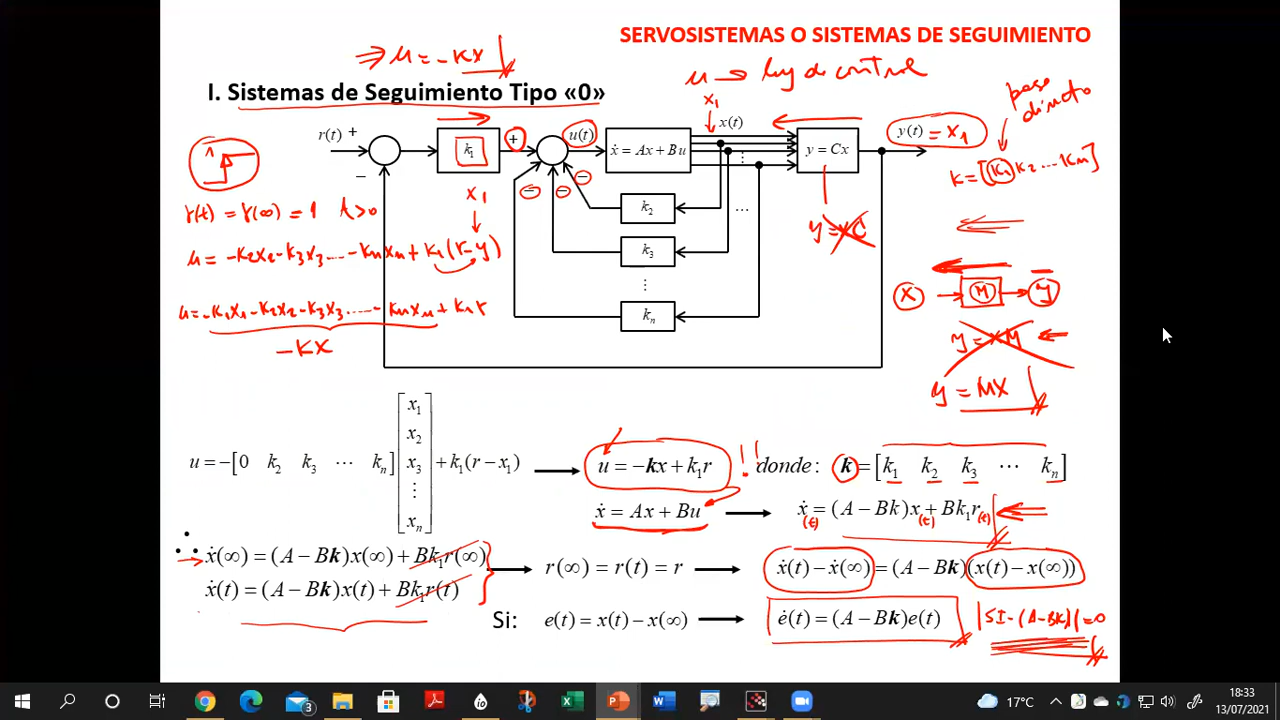 SERVOSISTEMAS O SISTEMAS DE SEGUIMIENTO
⇒ u = -kx
u → ley de control
I. Sistemas de Seguimiento Tipo «0»
paso directo
r(t) + −
k₁
+
u(t)
ẋ = Ax + Bu
x₁
x(t)
y = Cx
y(t) = x₁
k = [k₁ k₂ ... kn]
− − −
k₂
...
k₃
⋮
kₙ
1
r(t) = r(∞) = 1 t>0
x₁
u = -k₂x₂ - k₃x₃ .... - knxn + k₁(r-y)
y = xC
u = -k₁x₁ - k₂x₂ - k₃x₃ ..... - knxn + k₁r
-kx
x → M → y
y = xM
y = Mx
u = −[0 k₂ k₃ ⋯ kₙ] [x₁ x₂ x₃ ⋮ xₙ] + k₁(r − x₁)
u = −kx + k₁r !! donde: k = [k₁ k₂ k₃ ⋯ kₙ]
ẋ = Ax + Bu
ẋ = (A − Bk)x + Bk₁r
(t) (t) (t)
∴
ẋ(∞) = (A − Bk)x(∞) + Bk₁r(∞)
ẋ(t) = (A − Bk)x(t) + Bk₁r(t)
r(∞) = r(t) = r
ẋ(t) − ẋ(∞) = (A − Bk)(x(t) − x(∞))
Si: e(t) = x(t) − x(∞)
ė(t) = (A − Bk)e(t)
|SI-(A-BK)| = 0
3
17°C
18:33
13/07/2021